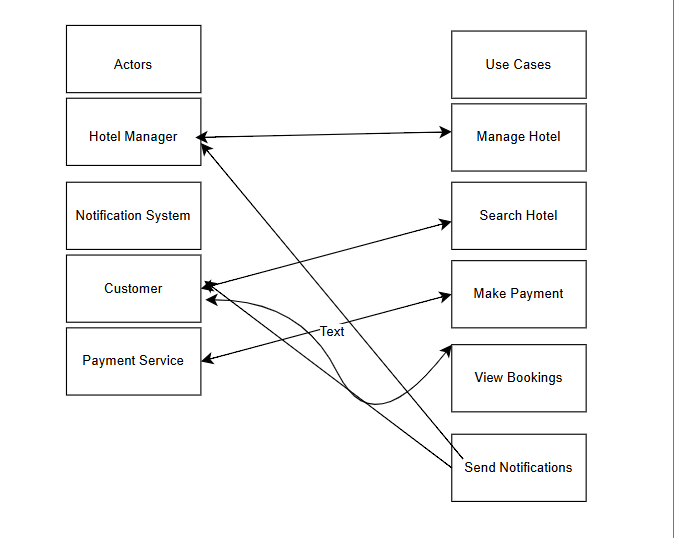 Actors
Use Cases
Hotel Manager
Manage Hotel
Notification System
Search Hotel
Customer
Make Payment
Text
Payment Service
View Bookings
Send Notifications